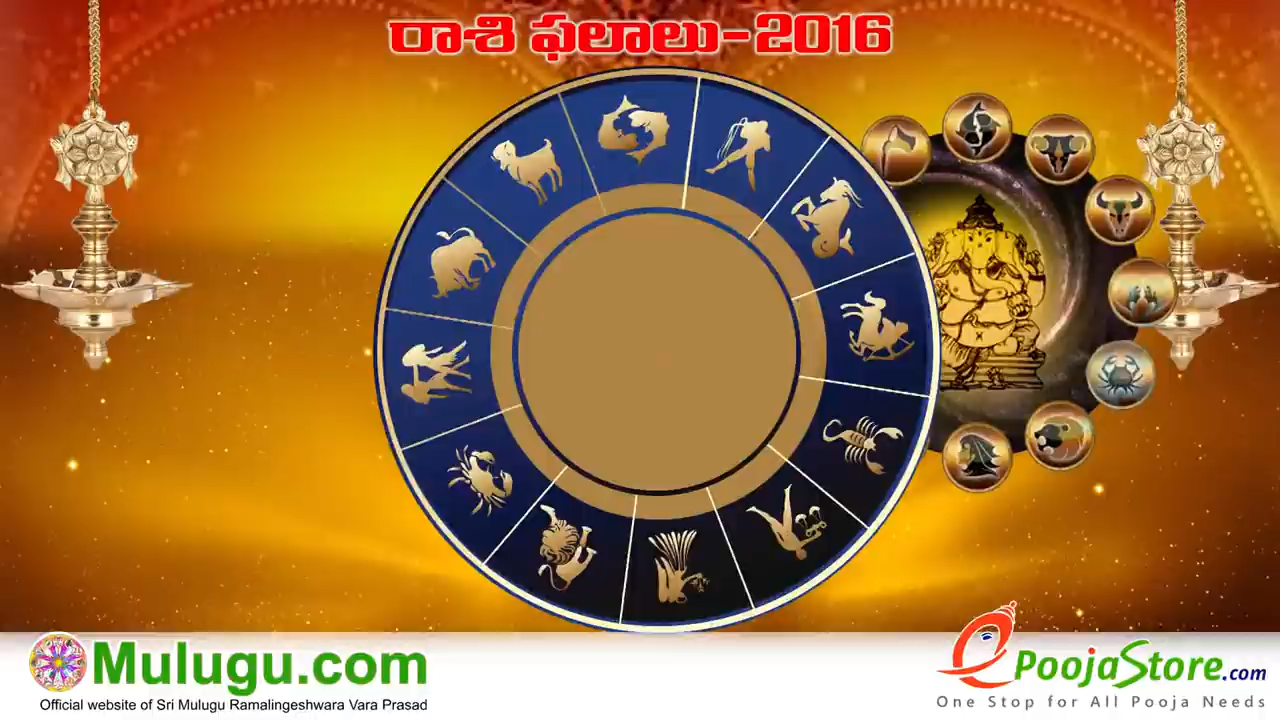 రాశి ఫలాలు-2016
Mulugu.com
Official website of Sri Mulugu Ramalingeshwara Vara Prasad
ePoojaStore.com
One Stop for All Pooja Needs